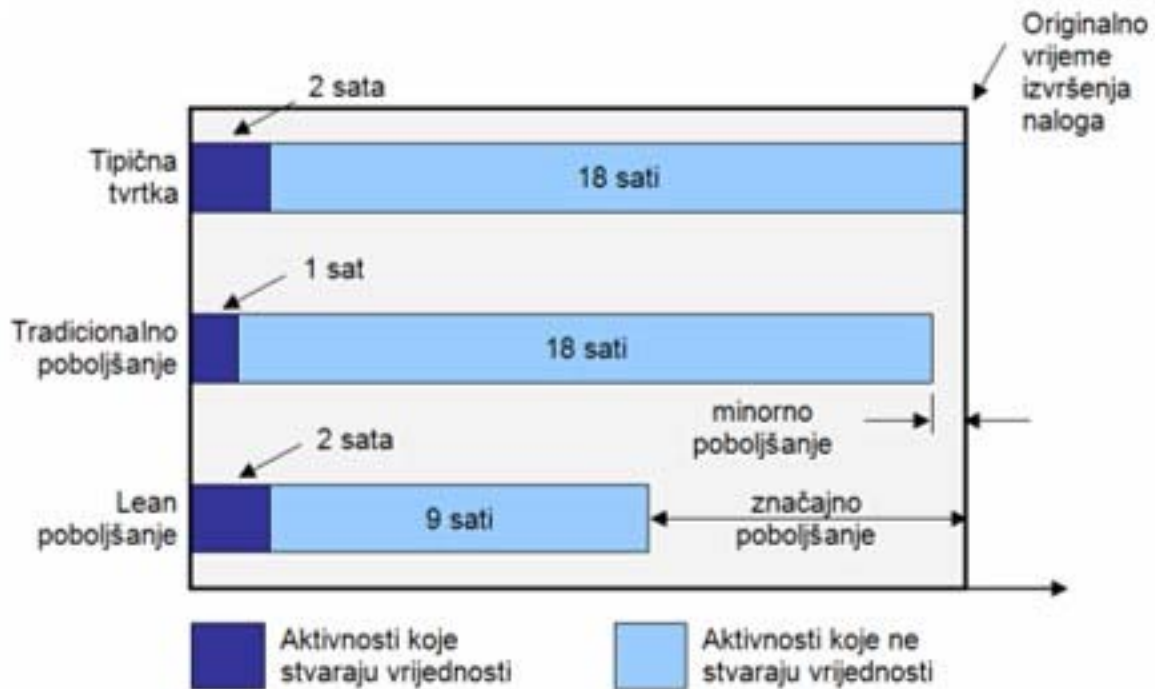 Originalno
vrijeme
izvršenja
naloga
2 sata
Tipična
tvrtka
18 sati
1 sat
Tradicionalno
poboljšanje
18 sati
minorno
poboljšanje
2 sata
Lean
poboljšanje
9 sati
značajno
poboljšanje
Aktivnosti koje
stvaraju vrijednosti
Aktivnosti koje ne
stvaraju vrijednosti